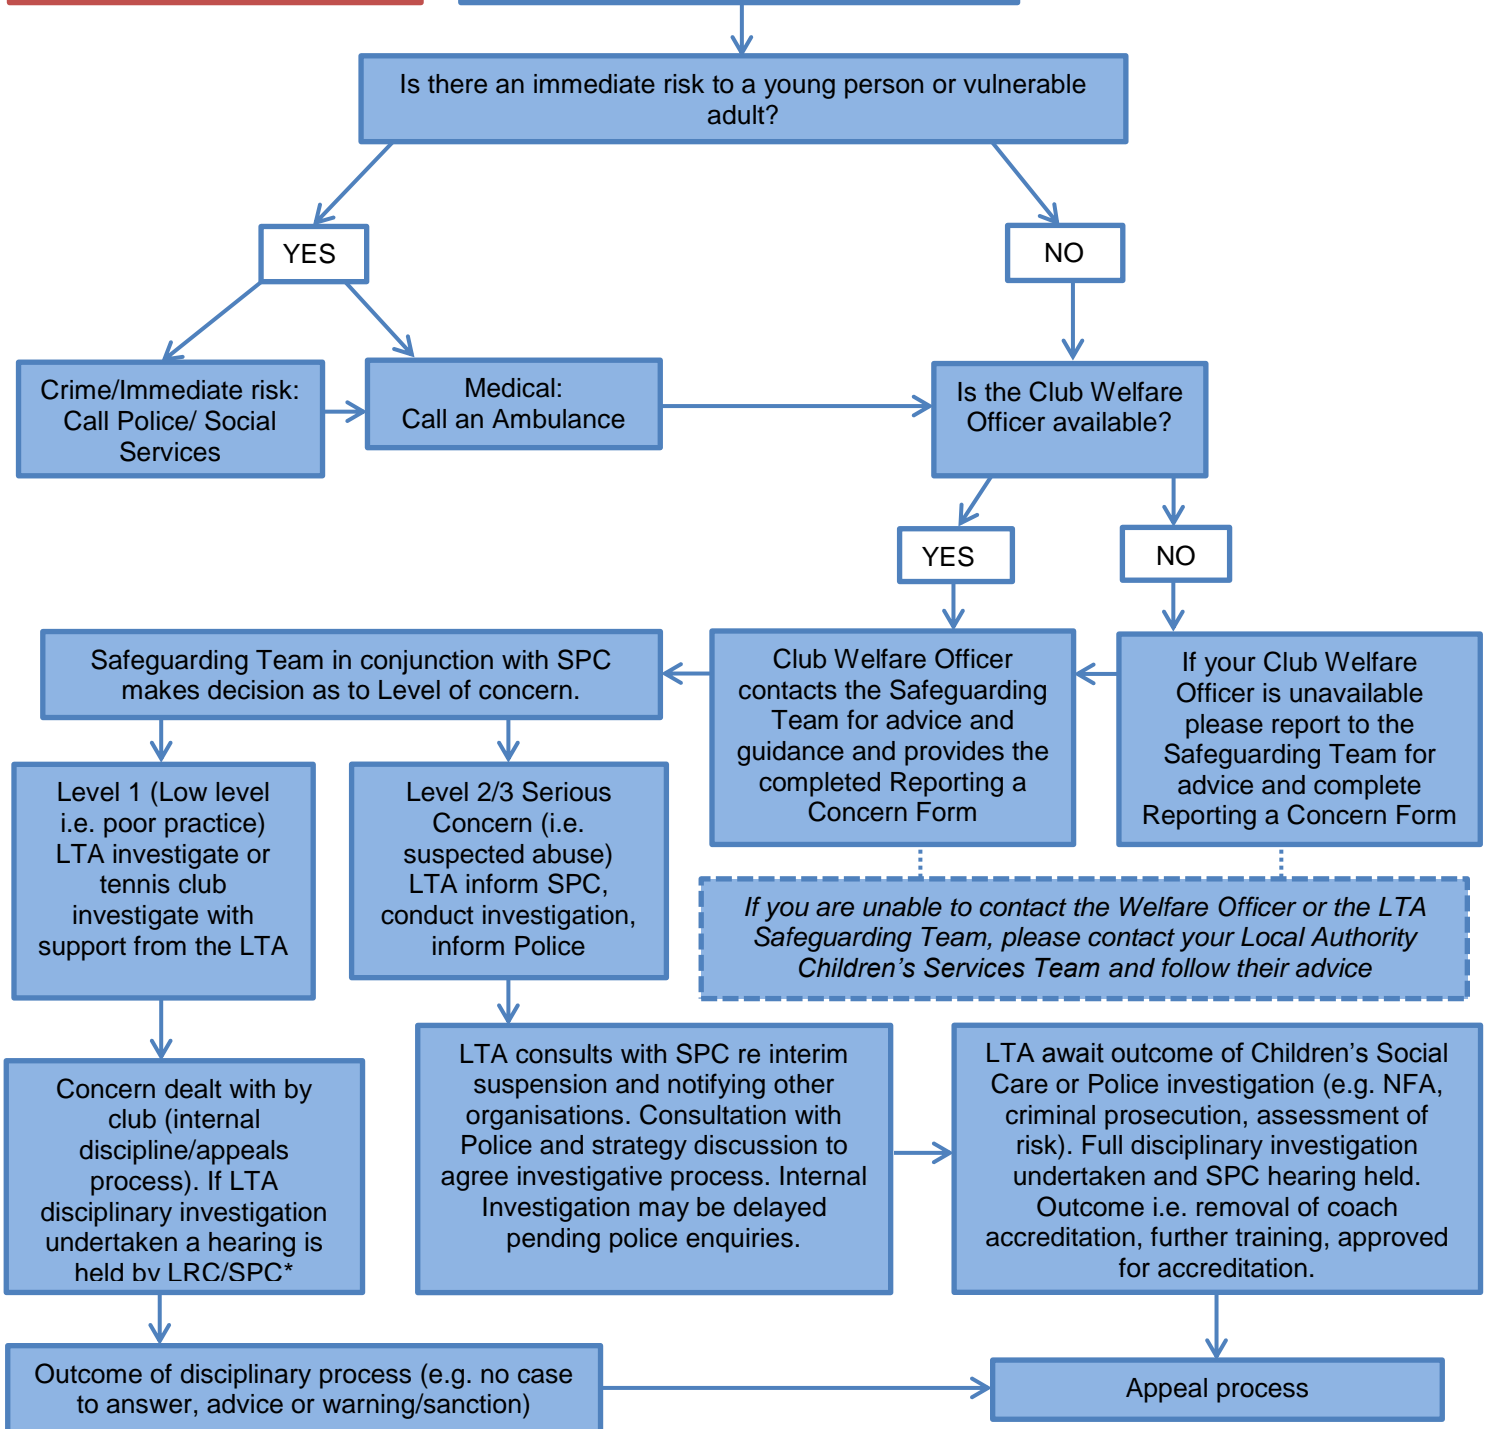 Is there an immediate risk to a young person or vulnerable
adult?
YES
NO
Crime/Immediate risk:
Call Police/ Social
Services
Medical:
Call an Ambulance
Is the Club Welfare
Officer available?
YES
NO
Safeguarding Team in conjunction with SPC
makes decision as to Level of concern.
Club Welfare Officer
contacts the Safeguarding
Team for advice and
guidance and provides the
completed Reporting a
Concern Form
If your Club Welfare
Officer is unavailable
please report to the
Safeguarding Team for
advice and complete
Reporting a Concern Form
Level 1 (Low level
i.e. poor practice)
LTA investigate or
tennis club
investigate with
support from the LTA
Level 2/3 Serious
Concern (i.e.
suspected abuse)
LTA inform SPC,
conduct investigation,
inform Police
If you are unable to contact the Welfare Officer or the LTA
Safeguarding Team, please contact your Local Authority
Children’s Services Team and follow their advice
Concern dealt with by
club (internal
discipline/appeals
process). If LTA
disciplinary investigation
undertaken a hearing is
held by LRC/SPC*
LTA consults with SPC re interim
suspension and notifying other
organisations. Consultation with
Police and strategy discussion to
agree investigative process. Internal
Investigation may be delayed
pending police enquiries.
LTA await outcome of Children’s Social
Care or Police investigation (e.g. NFA,
criminal prosecution, assessment of
risk). Full disciplinary investigation
undertaken and SPC hearing held.
Outcome i.e. removal of coach
accreditation, further training, approved
for accreditation.
Outcome of disciplinary process (e.g. no case
to answer, advice or warning/sanction)
Appeal process